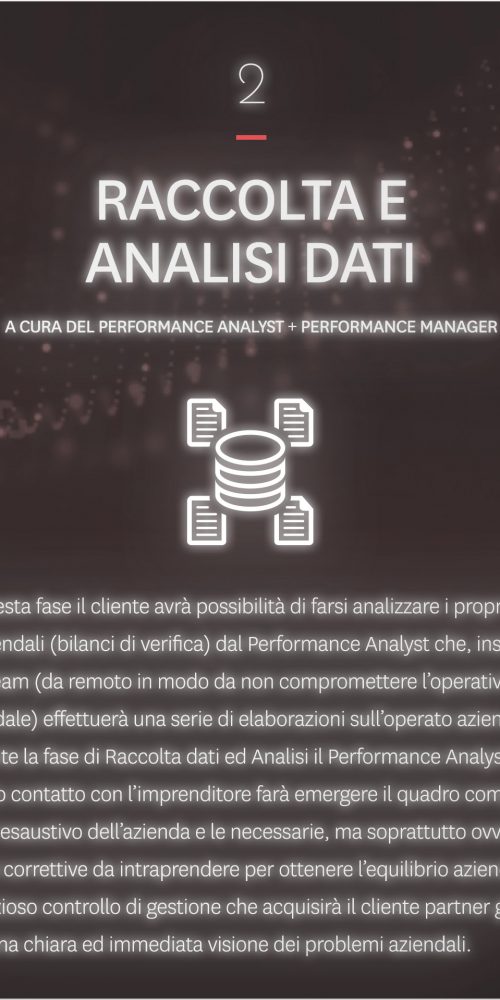 2
RACCOLTA E
ANALISI DATI
A CURA DEL PERFORMANCE ANALYST + PERFORMANCE MANAGER
esta fase il cliente avrà possibilità di farsi analizzare i propr
endali (bilanci di verifica) dal Performance Analyst che, ins
eam (da remoto in modo da non compromettere l'operativ
dale) effettuerà una serie di elaborazioni sull'operato azien
te la fase di Raccolta dati ed Analisi il Performance Analys
o contatto con l'imprenditore farà emergere il quadro com
esaustivo dell'azienda e le necessarie, ma soprattutto ovv
correttive da intraprendere per ottenere l'equilibrio azien
zioso controllo di gestione che acquisirà il cliente partner g
na chiara ed immediata visione dei problemi aziendali.